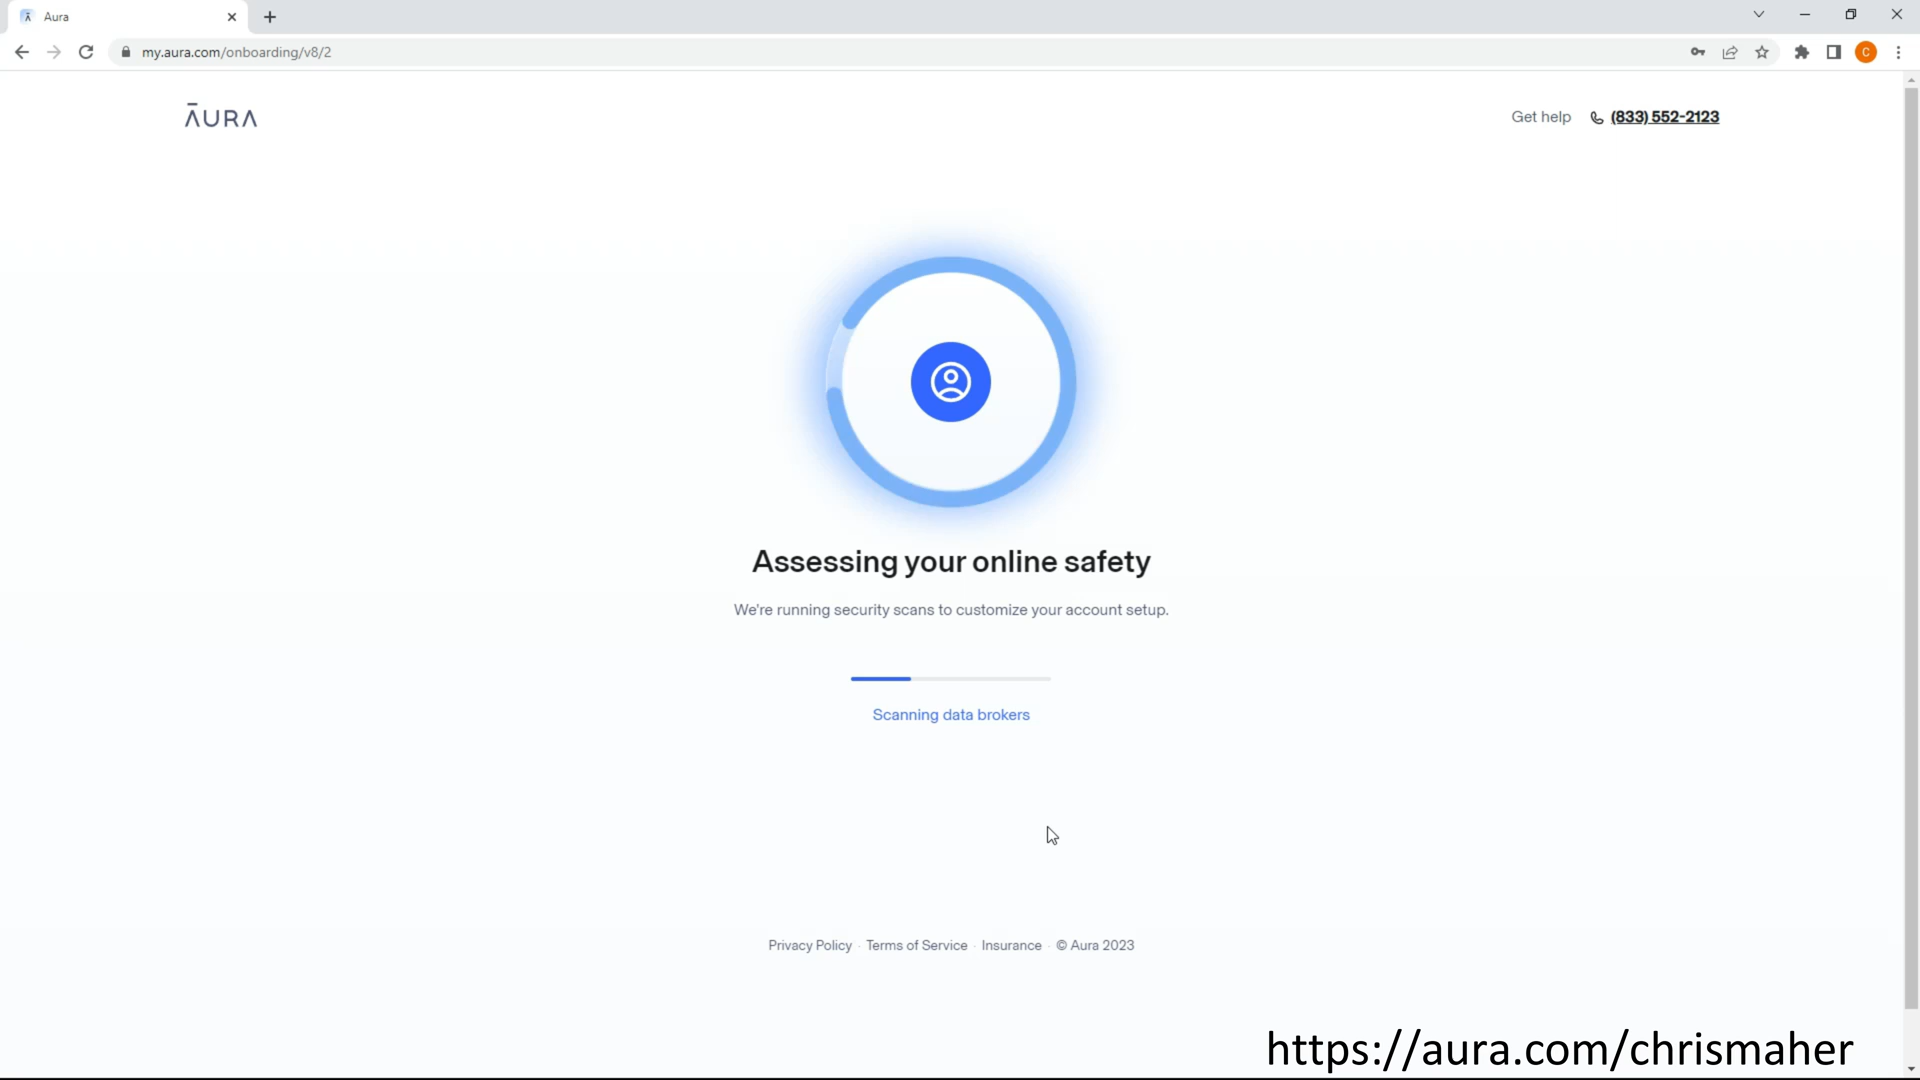 Aura
my.aura.com/onboarding/v8/2
C
ĀURA
Get help (833) 552-2123
Assessing your online safety
We're running security scans to customize your account setup.
Scanning data brokers
Privacy Policy · Terms of Service · Insurance · © Aura 2023
https://aura.com/chrismaher